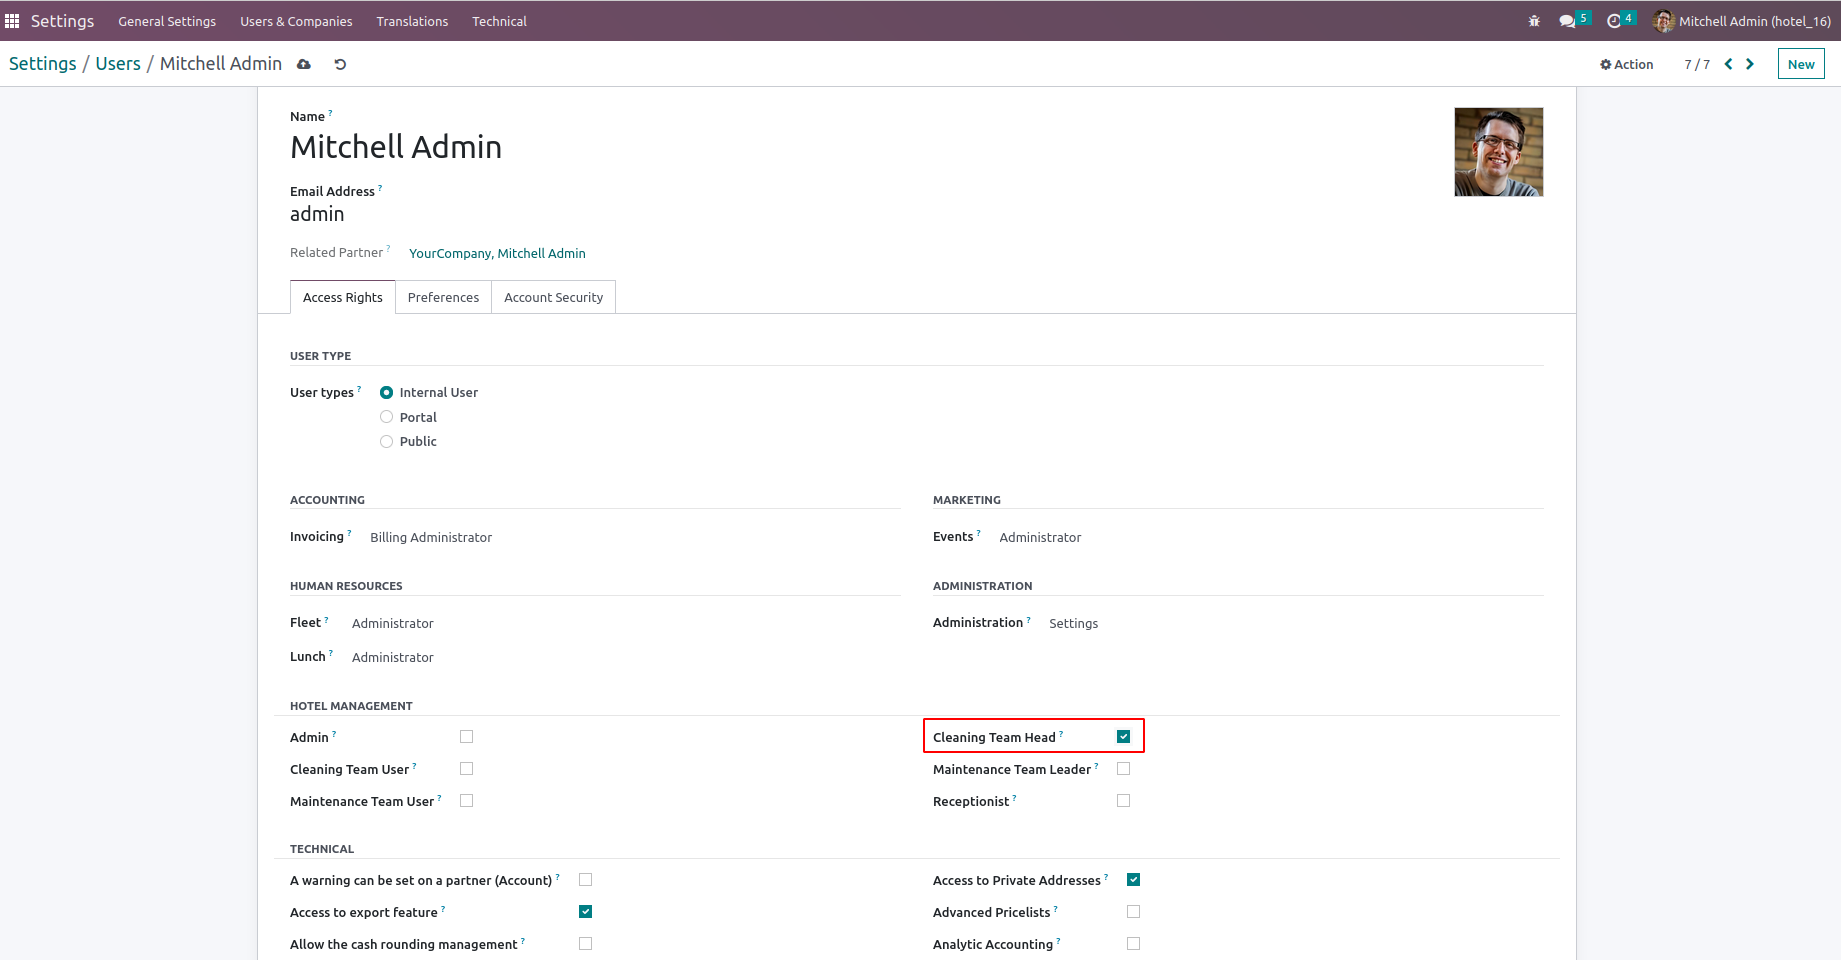 Settings General Settings Users & Companies Translations Technical 5 4 Mitchell Admin (hotel_16)
Settings / Users / Mitchell Admin Action 7 / 7 New
Name ?
Mitchell Admin
Email Address ?
admin
Related Partner ? YourCompany, Mitchell Admin
Access Rights Preferences Account Security
USER TYPE
User types ? Internal User
Portal
Public
ACCOUNTING MARKETING
Invoicing ? Billing Administrator Events ? Administrator
HUMAN RESOURCES ADMINISTRATION
Fleet ? Administrator Administration ? Settings
Lunch ? Administrator
HOTEL MANAGEMENT
Admin ? Cleaning Team Head ?
Cleaning Team User ? Maintenance Team Leader ?
Maintenance Team User ? Receptionist ?
TECHNICAL
A warning can be set on a partner (Account) ? Access to Private Addresses ?
Access to export feature ? Advanced Pricelists ?
Allow the cash rounding management ? Analytic Accounting ?